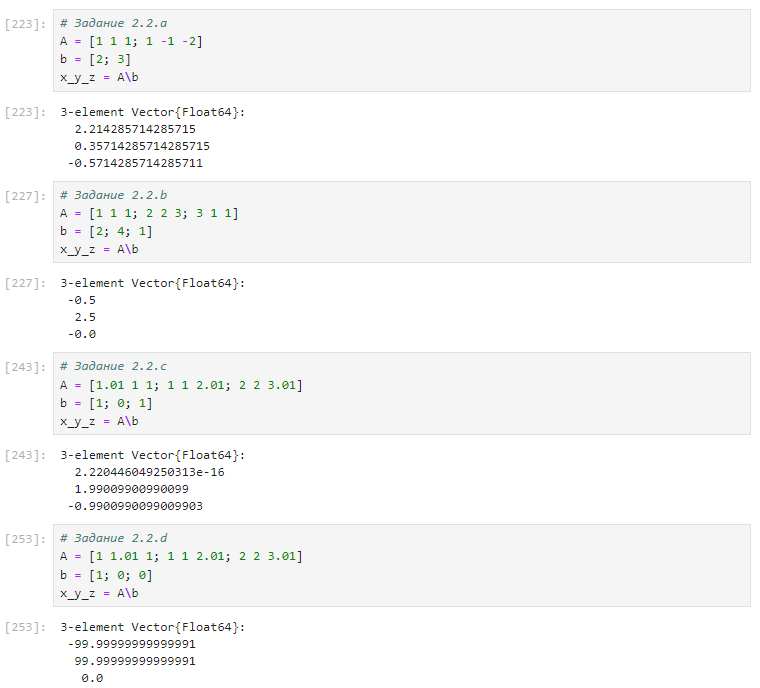 [223]: # Задание 2.2.a
A = [1 1 1; 1 -1 -2]
b = [2; 3]
x_y_z = A\b
[223]: 3-element Vector{Float64}:
2.214285714285715
0.35714285714285715
-0.5714285714285711
[227]: # Задание 2.2.b
A = [1 1 1; 2 2 3; 3 1 1]
b = [2; 4; 1]
x_y_z = A\b
[227]: 3-element Vector{Float64}:
-0.5
2.5
-0.0
[243]: # Задание 2.2.c
A = [1.01 1 1; 1 1 2.01; 2 2 3.01]
b = [1; 0; 1]
x_y_z = A\b
[243]: 3-element Vector{Float64}:
2.220446049250313e-16
1.99009900990099
-0.9900990099009903
[253]: # Задание 2.2.d
A = [1 1.01 1; 1 1 2.01; 2 2 3.01]
b = [1; 0; 0]
x_y_z = A\b
[253]: 3-element Vector{Float64}:
-99.99999999999991
99.99999999999991
0.0